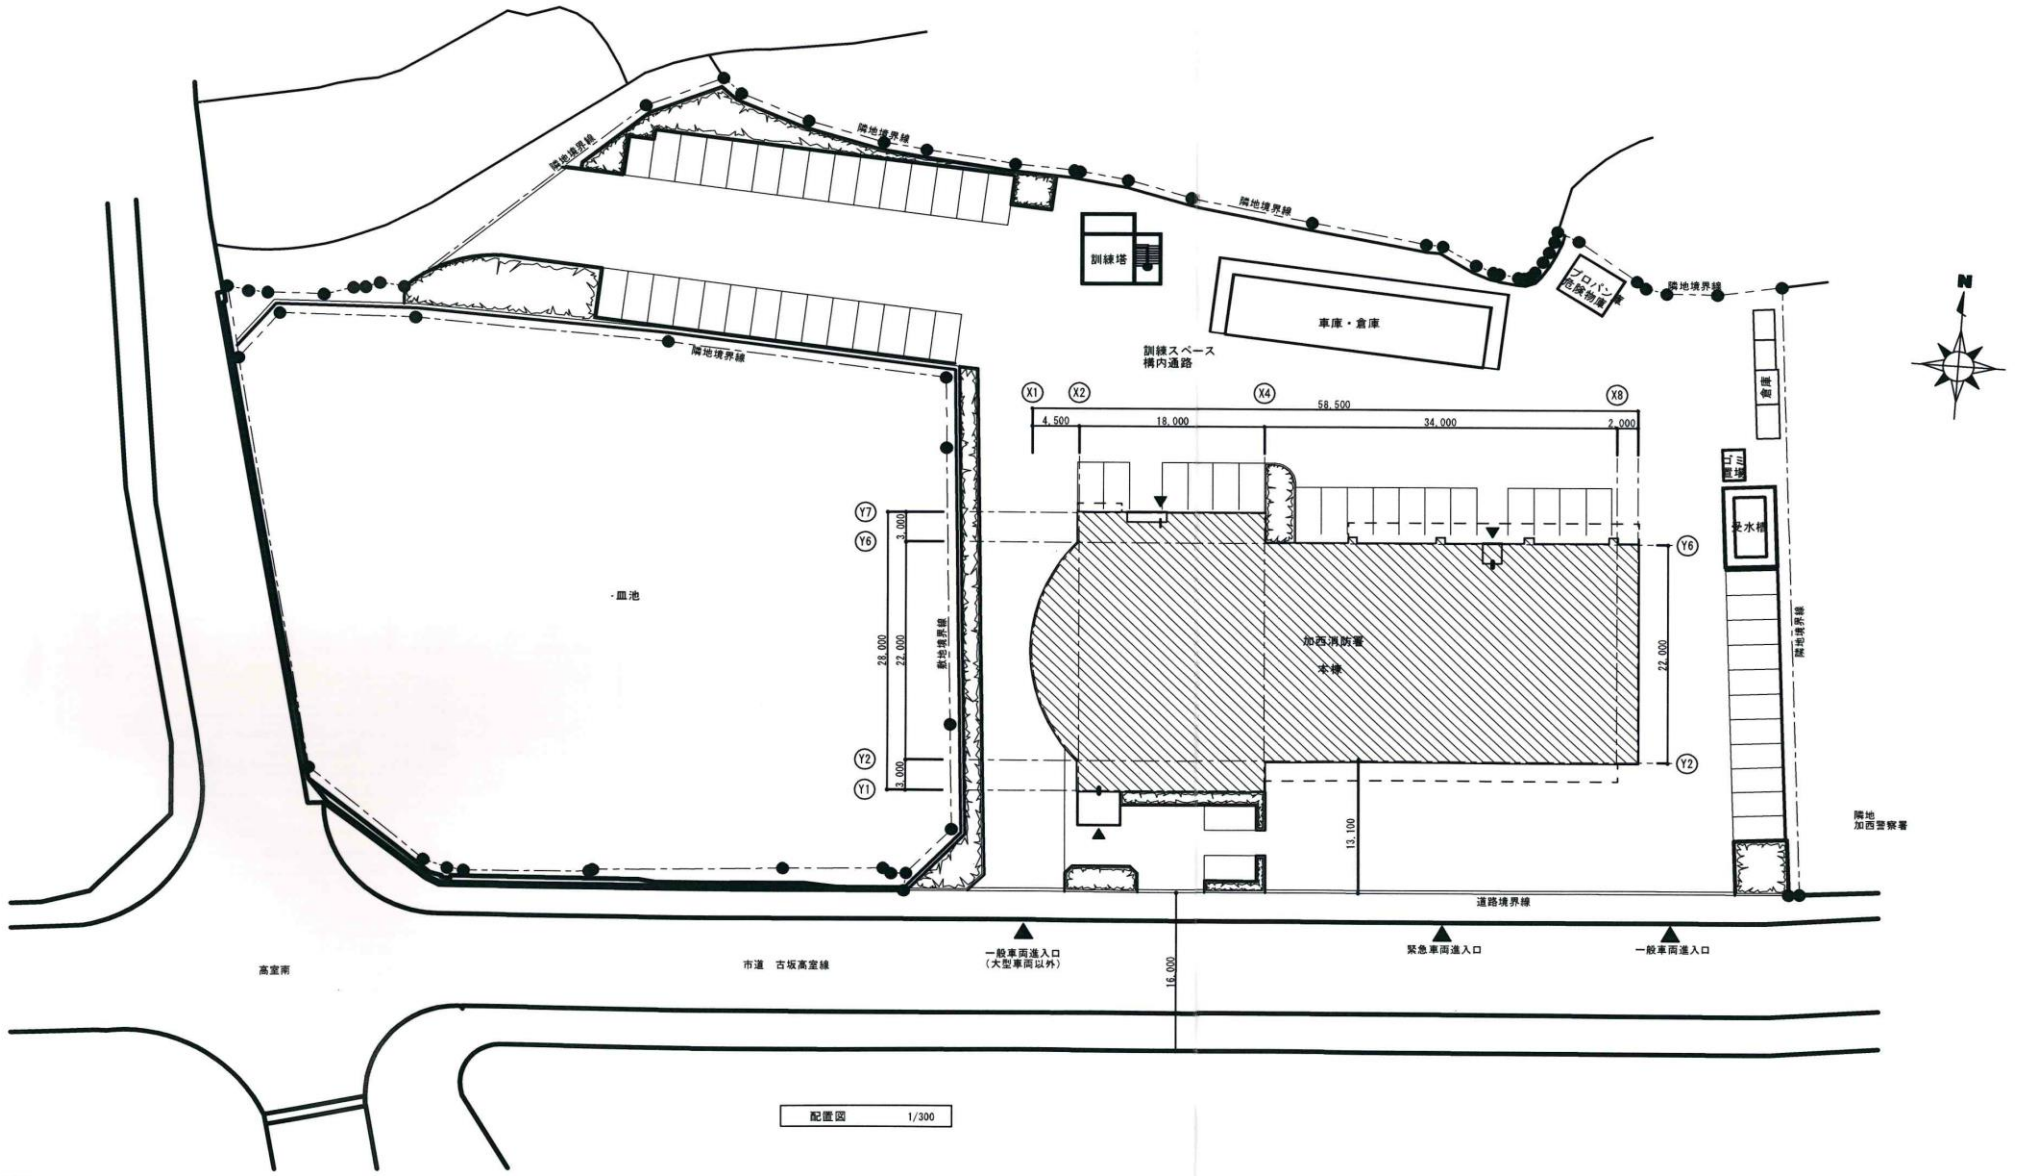 隣地境界線
隣地境界線
隣地境界線
隣地境界線
隣地境界線
訓練塔
プロパン庫
危険物庫
車庫・倉庫
訓練スペース
構内通路
N
倉庫
X1
X2
X4
X8
58,500
4,500
18,000
34,000
2,000
ゴミ
置場
受水槽
Y7
Y6
Y2
Y1
3,000
28,000
22,000
3,000
Y6
Y2
22,000
皿池
敷地境界線
加西消防署
本棟
隣地境界線
13,100
隣地
加西警察署
道路境界線
一般車両進入口
(大型車両以外)
緊急車両進入口
一般車両進入口
高室南
市道 古坂高室線
16,000
配置図 1/300